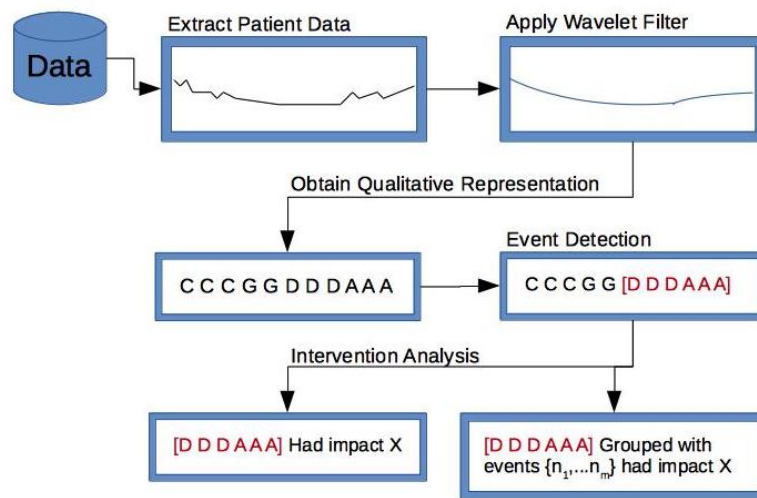 Extract Patient Data
Apply Wavelet Filter
Data
Obtain Qualitative Representation
Event Detection
C C C G G D D D A A A
C C C G G [D D D A A A]
Intervention Analysis
[D D D A A A] Had impact X
[D D D A A A] Grouped with
events {n₁,...nₘ} had impact X